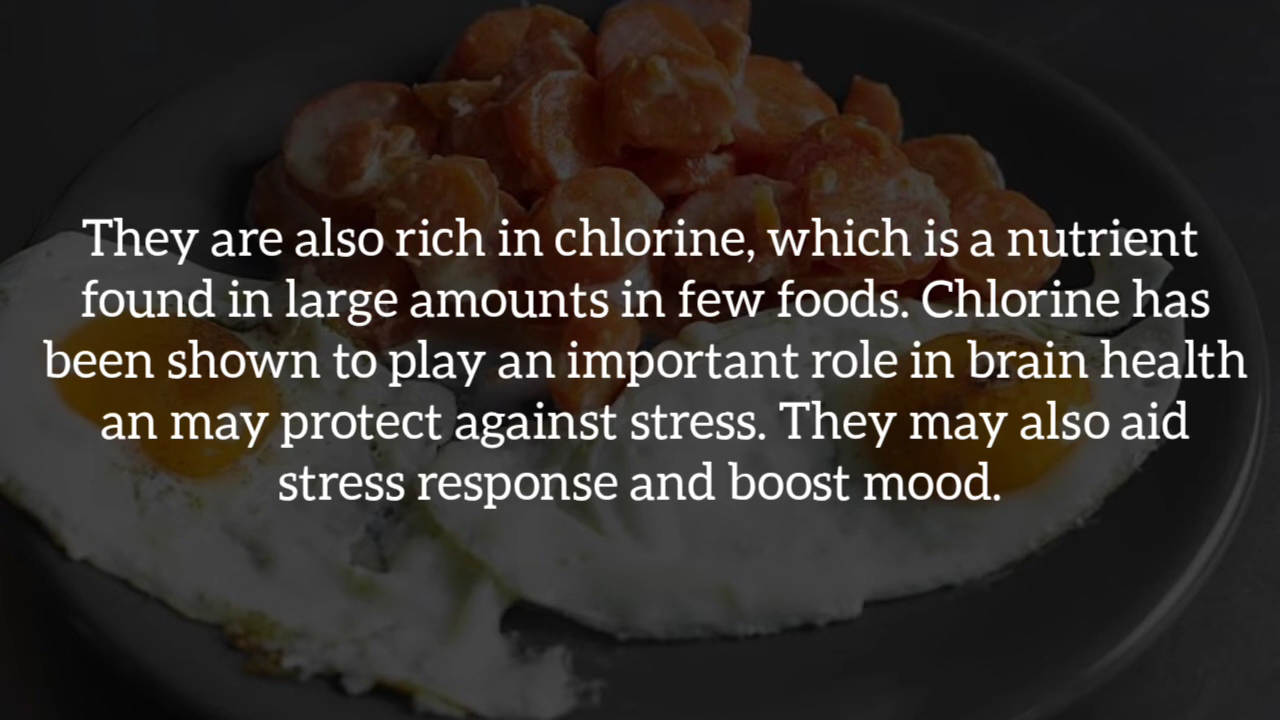 They are also rich in chlorine, which is a nutrient
found in large amounts in few foods. Chlorine has
been shown to play an important role in brain health
an may protect against stress. They may also aid
stress response and boost mood.